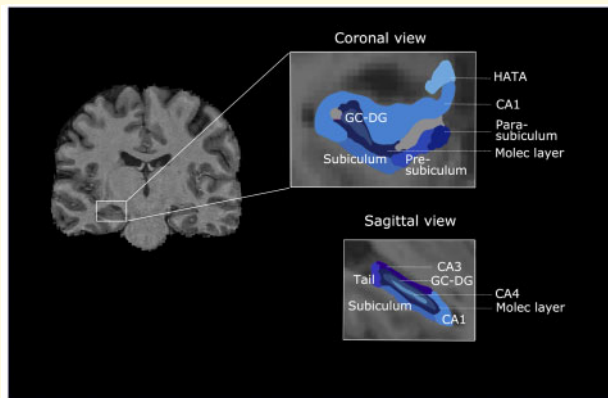 Coronal view
HATA
CA1
GC-DG
Para-
subiculum
Molec layer
Subiculum
Pre-
subiculum
Sagittal view
CA3
GC-DG
Tail
CA4
Subiculum
Molec layer
CA1